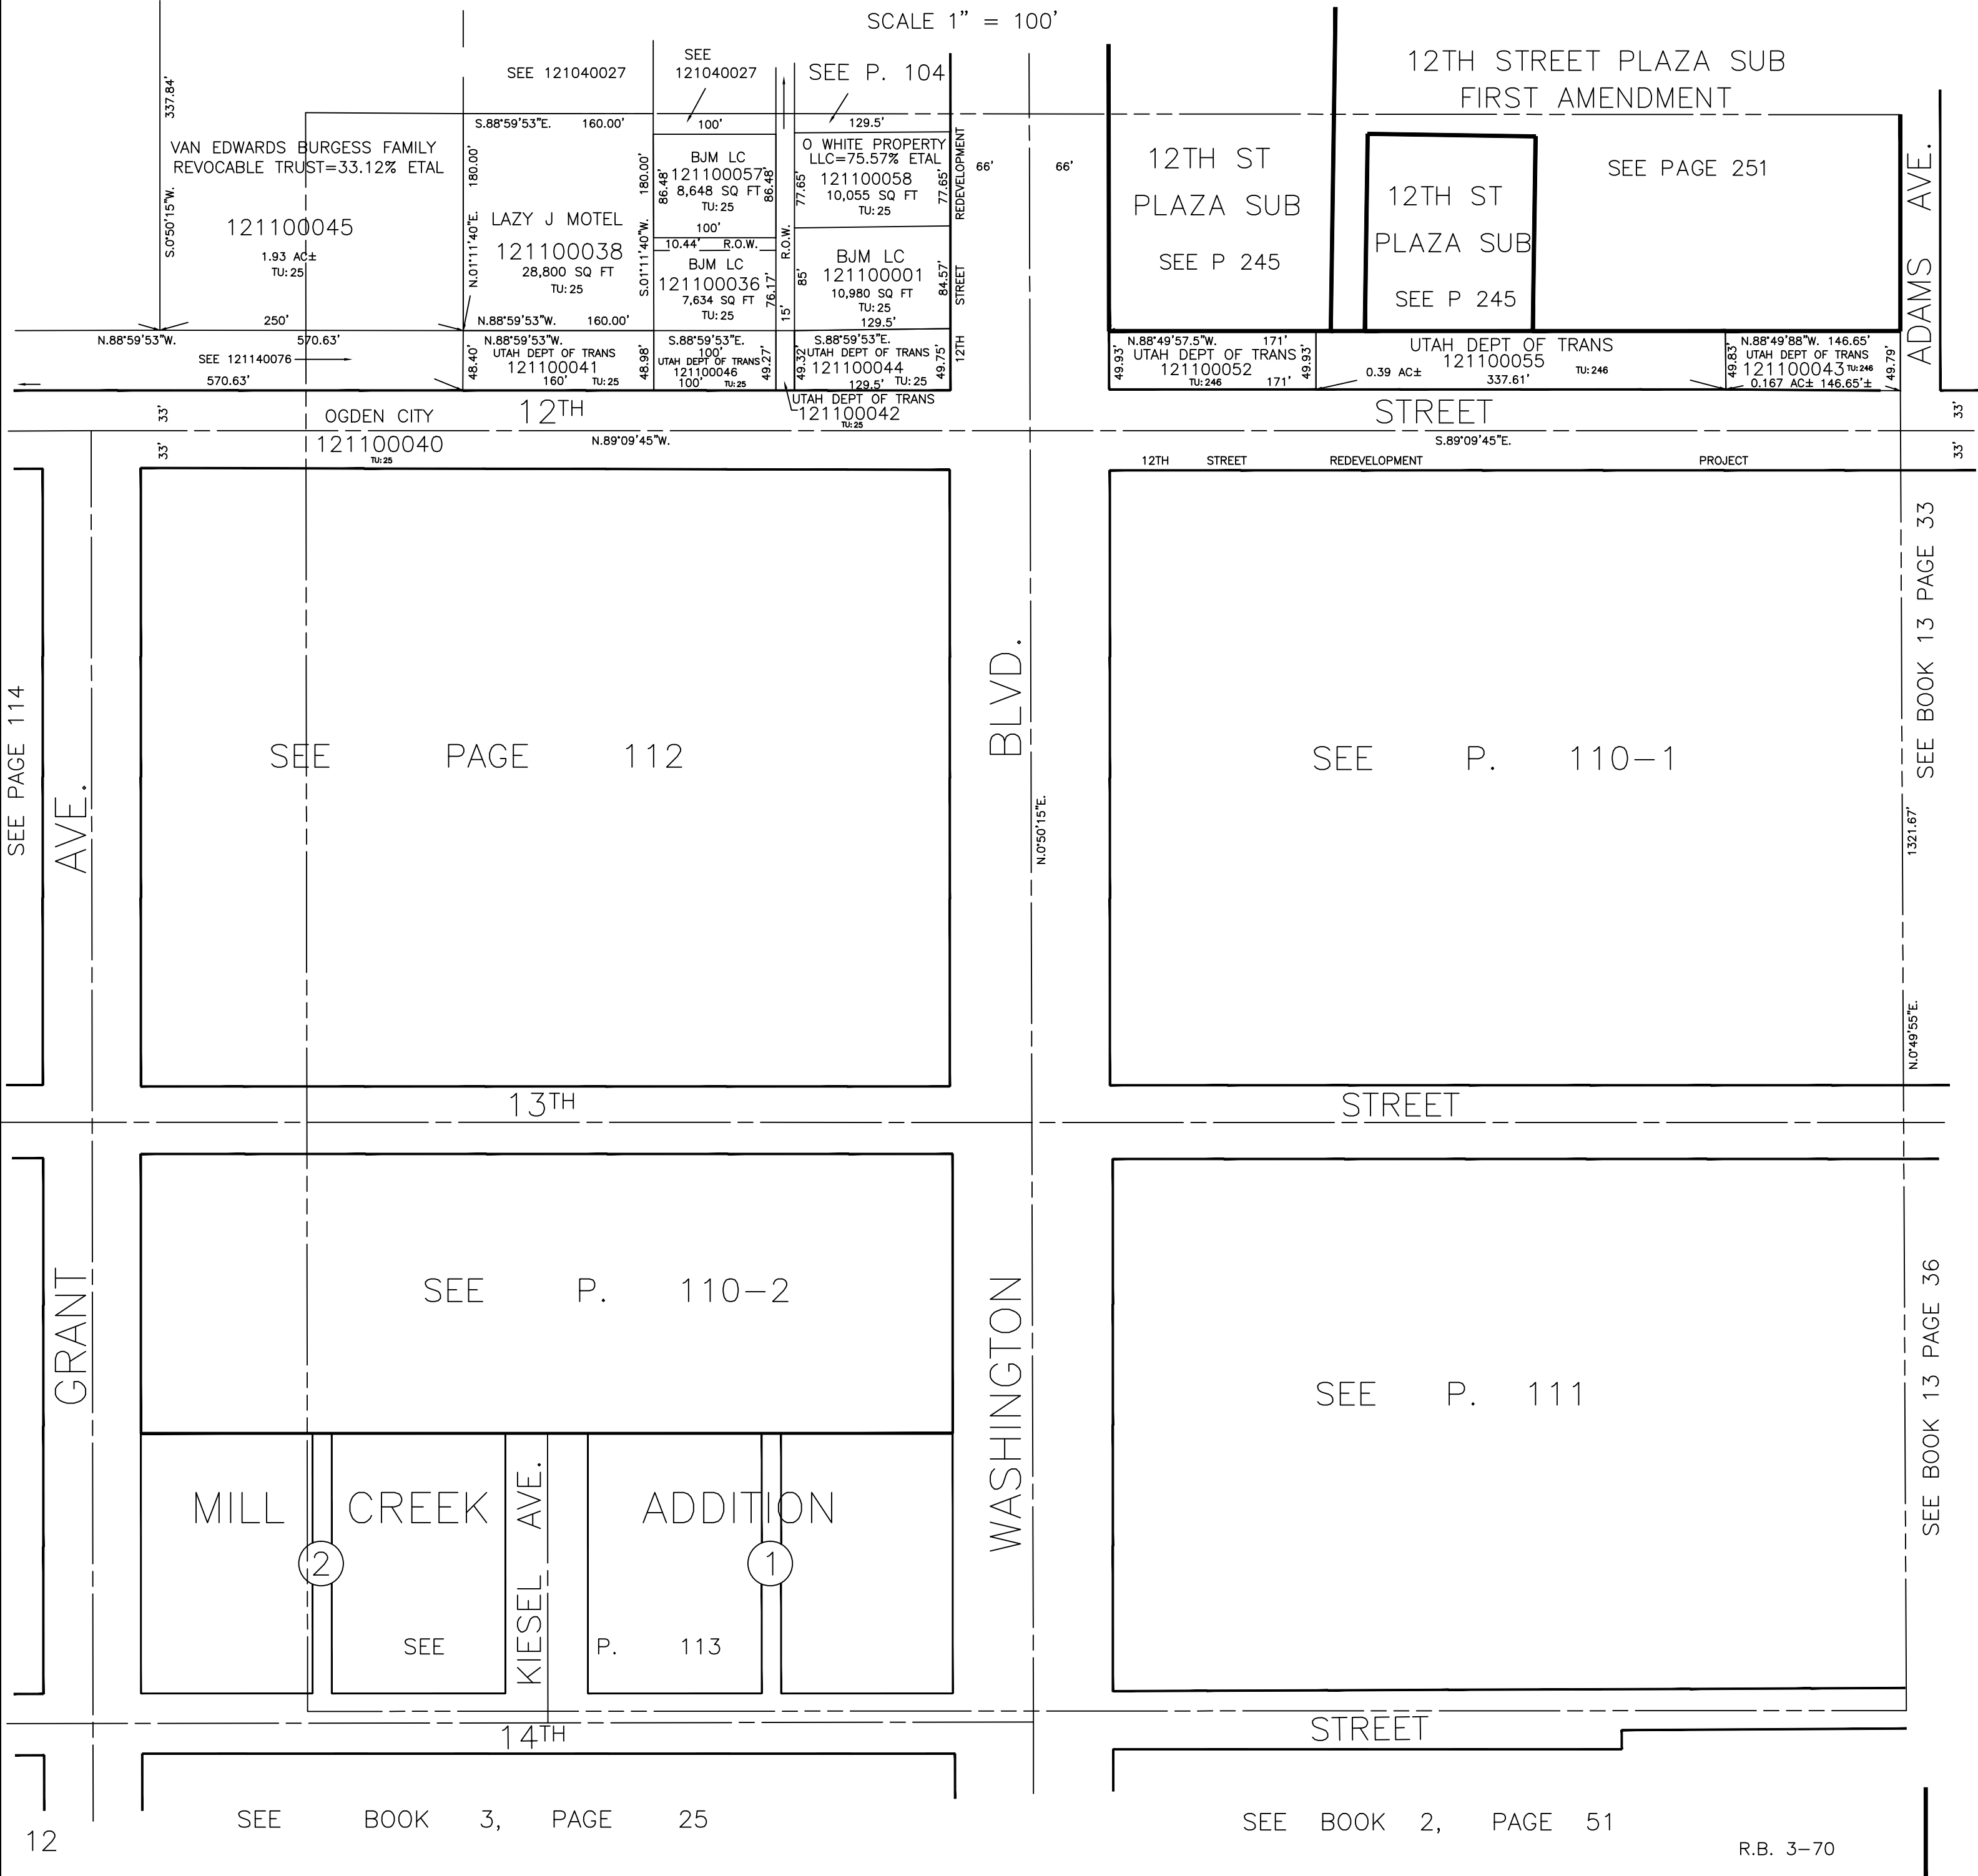 SCALE 1" = 100'
12TH STREET PLAZA SUB
FIRST AMENDMENT
SEE 121040027
SEE
121040027
SEE P. 104
337.84'
S.0°50'15"W.
VAN EDWARDS BURGESS FAMILY
REVOCABLE TRUST=33.12% ETAL
121100045
1.93 AC±
TU: 25
250'
S.88°59'53"E. 160.00'
180.00'
N.01°11'40"E.
LAZY J MOTEL
121100038
28,800 SQ FT
TU: 25
180.00'
S.01°11'40"W.
N.88°59'53"W. 160.00'
100'
BJM LC
121100057
8,648 SQ FT
TU: 25
86.48'
86.48'
100'
10.44' R.O.W.
BJM LC
121100036
7,634 SQ FT
TU: 25
76.17'
R.O.W.
15'
129.5'
O WHITE PROPERTY
LLC=75.57% ETAL
121100058
10,055 SQ FT
TU: 25
77.65'
77.65'
BJM LC
121100001
10,980 SQ FT
TU: 25
129.5'
85'
84.57'
12TH STREET REDEVELOPMENT
66'
66'
12TH ST
PLAZA SUB
SEE P 245
12TH ST
PLAZA SUB
SEE P 245
SEE PAGE 251
ADAMS AVE.
N.88°59'53"W. 570.63'
SEE 121140076
570.63'
N.88°59'53"W.
UTAH DEPT OF TRANS
121100041
160' TU: 25
48.40'
48.98'
S.88°59'53"E.
100'
UTAH DEPT OF TRANS
121100046
100' TU: 25
49.27'
S.88°59'53"E.
UTAH DEPT OF TRANS
121100044
129.5' TU: 25
49.32'
49.75'
UTAH DEPT OF TRANS
121100042
TU: 25
N.88°49'57.5"W. 171'
UTAH DEPT OF TRANS
121100052
TU: 246 171'
49.93'
49.93'
UTAH DEPT OF TRANS
121100055
0.39 AC± TU: 246
337.61'
N.88°49'88"W. 146.65'
UTAH DEPT OF TRANS
121100043 TU: 246
0.167 AC± 146.65'±
49.83'
49.79'
33'
33'
OGDEN CITY
121100040
TU: 25
12TH STREET
N.89°09'45"W.
S.89°09'45"E.
33'
33'
12TH STREET REDEVELOPMENT PROJECT
SEE PAGE 114
GRANT AVE.
SEE PAGE 112
WASHINGTON BLVD.
N.0°50'15"E.
SEE P. 110-1
SEE BOOK 13 PAGE 33
1321.67'
N.0°49'55"E.
13TH STREET
SEE P. 110-2
SEE P. 111
SEE BOOK 13 PAGE 36
MILL CREEK ADDITION
2
1
KIESEL AVE.
SEE P. 113
14TH STREET
SEE BOOK 3, PAGE 25
SEE BOOK 2, PAGE 51
12
R.B. 3-70